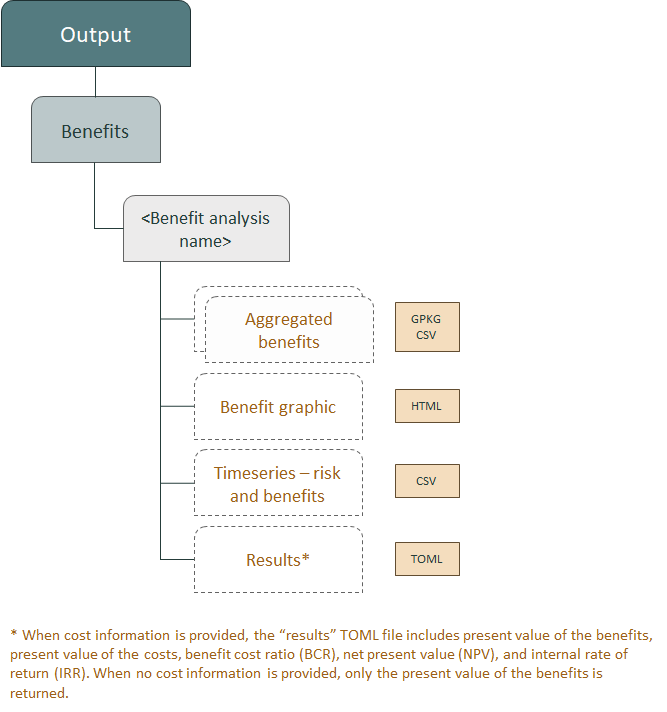 Output
Benefits
<Benefit analysis
name>
Aggregated
benefits
GPKG
CSV
Benefit graphic
HTML
Timeseries – risk
and benefits
CSV
Results*
TOML
* When cost information is provided, the “results” TOML file includes present value of the benefits,
present value of the costs, benefit cost ratio (BCR), net present value (NPV), and internal rate of
return (IRR). When no cost information is provided, only the present value of the benefits is
returned.